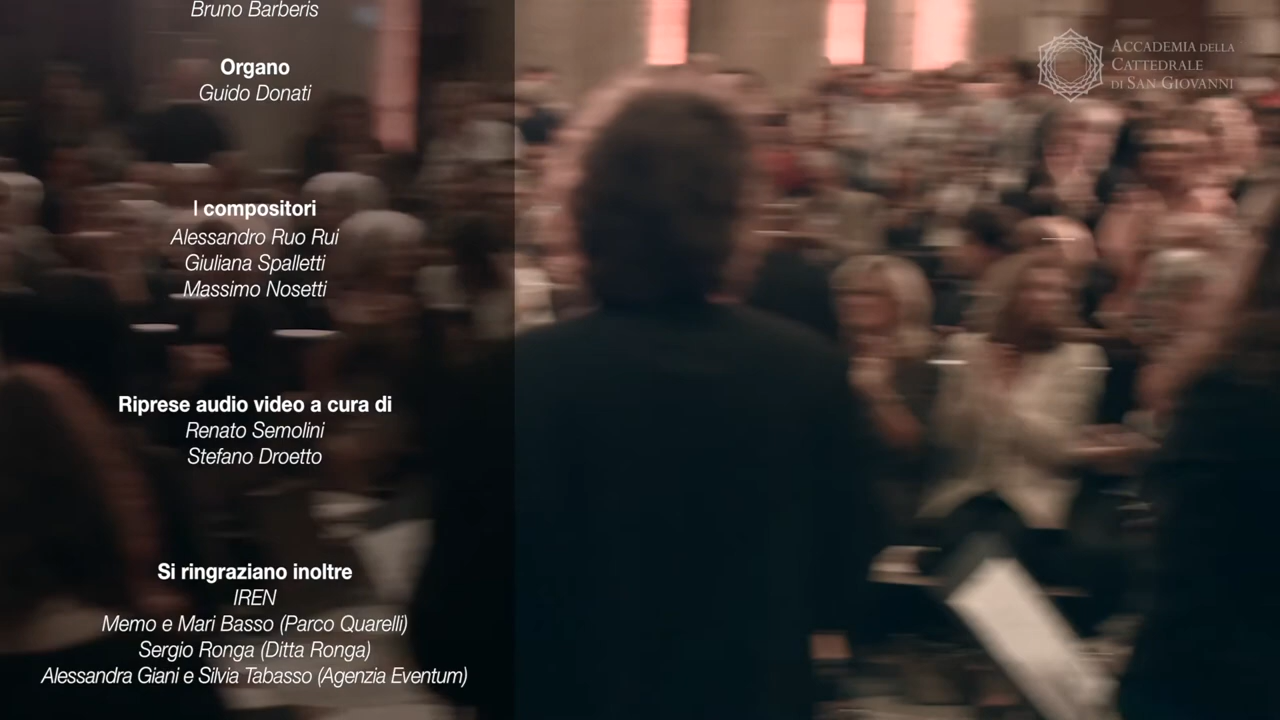 Bruno Barberis
Organo
Guido Donati
I compositori
Alessandro Ruo Rui
Giuliana Spalletti
Massimo Nosetti
Riprese audio video a cura di
Renato Semolini
Stefano Droetto
Si ringraziano inoltre
IREN
Memo e Mari Basso (Parco Quarelli)
Sergio Ronga (Ditta Ronga)
Alessandra Giani e Silvia Tabasso (Agenzia Eventum)
ACCADEMIA DELLA
CATTEDRALE
DI SAN GIOVANNI